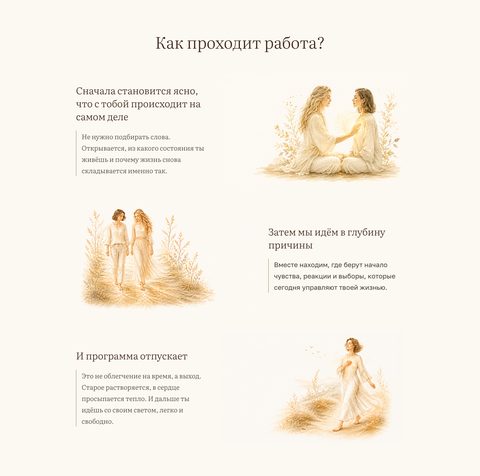 Как проходит работа?
Сначала становится ясно,
что с тобой происходит на
самом деле
Не нужно подбирать слова.
Открывается, из какого состояния ты
живёшь и почему жизнь снова
складывается именно так.
Затем мы идём в глубину
причины
Вместе находим, где берут начало
чувства, реакции и выборы, которые
сегодня управляют твоей жизнью.
И программа отпускает
Это не облегчение на время, а выход.
Старое растворяется, в сердце
просыпается тепло. И дальше ты
идёшь со своим светом, легко и
свободно.